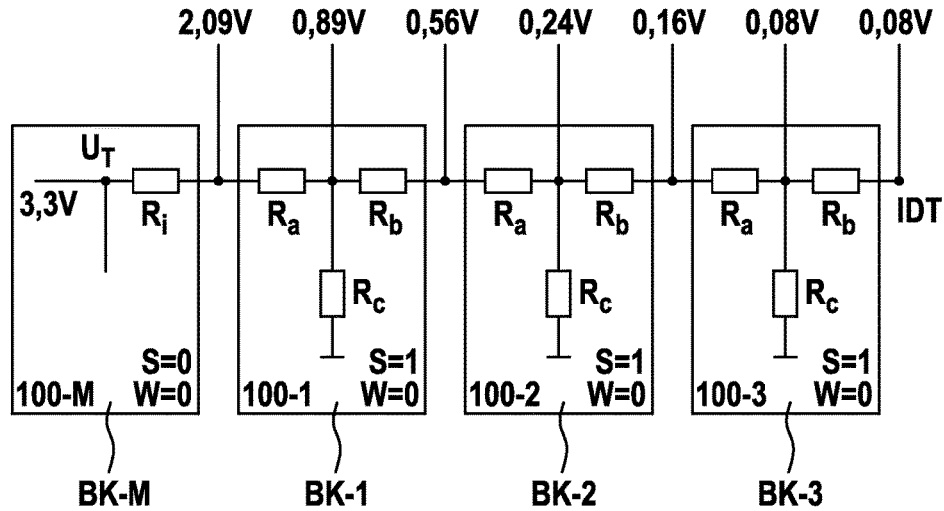 2,09V 0,89V 0,56V 0,24V 0,16V 0,08V 0,08V
U_T
3,3V R_i R_a R_b R_a R_b R_a R_b IDT
R_c R_c R_c
S=0 S=1 S=1 S=1
100-M W=0 100-1 W=0 100-2 W=0 100-3 W=0
BK-M BK-1 BK-2 BK-3